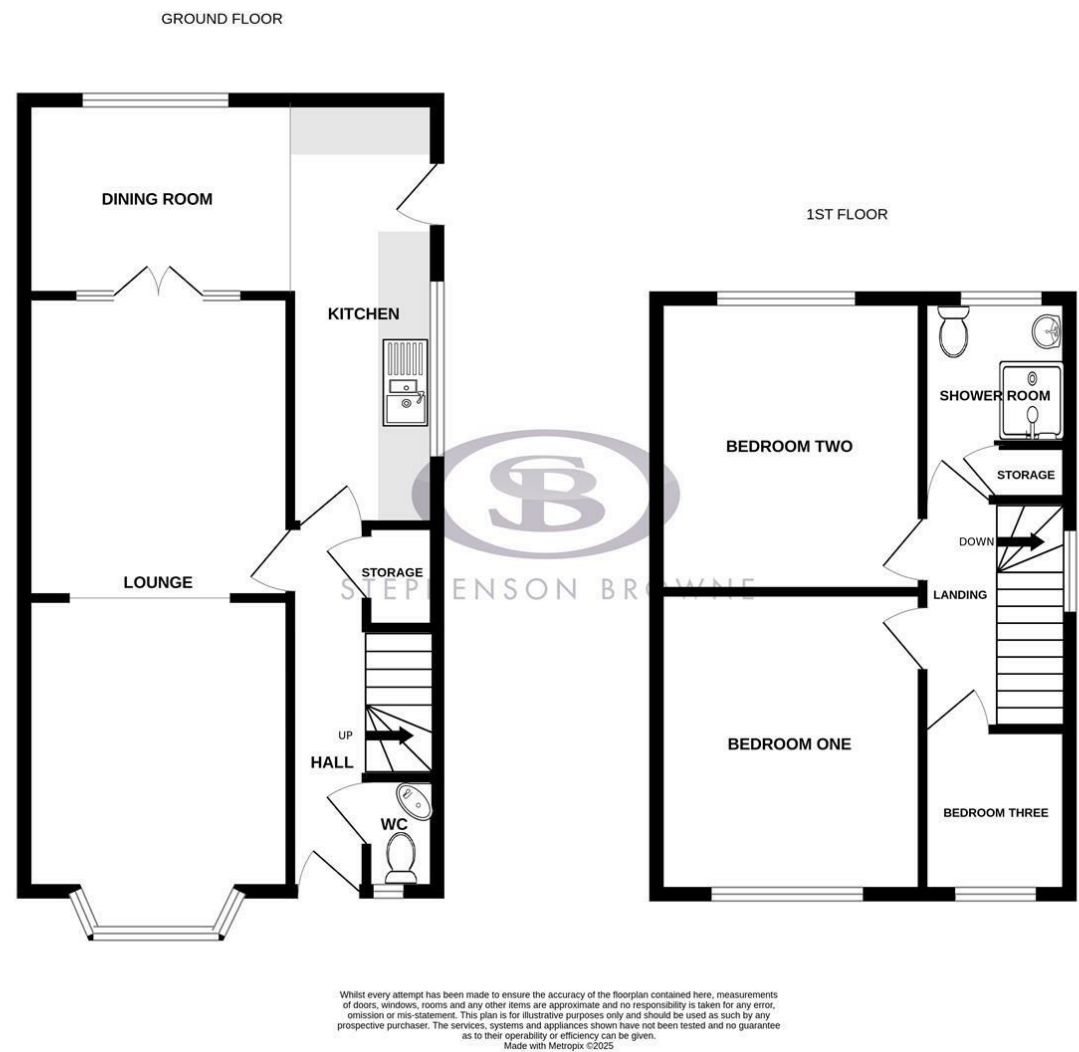 GROUND FLOOR
DINING ROOM
KITCHEN
LOUNGE
STORAGE
UP
HALL
WC
1ST FLOOR
SHOWER ROOM
BEDROOM TWO
STORAGE
DOWN
LANDING
BEDROOM ONE
BEDROOM THREE
SB
STEPHENSON BROWNE
Whilst every attempt has been made to ensure the accuracy of the floorplan contained here, measurements
of doors, windows, rooms and any other items are approximate and no responsibility is taken for any error,
omission or mis-statement. This plan is for illustrative purposes only and should be used as such by any
prospective purchaser. The services, systems and appliances shown have not been tested and no guarantee
as to their operability or efficiency can be given.
Made with Metropix ©2025